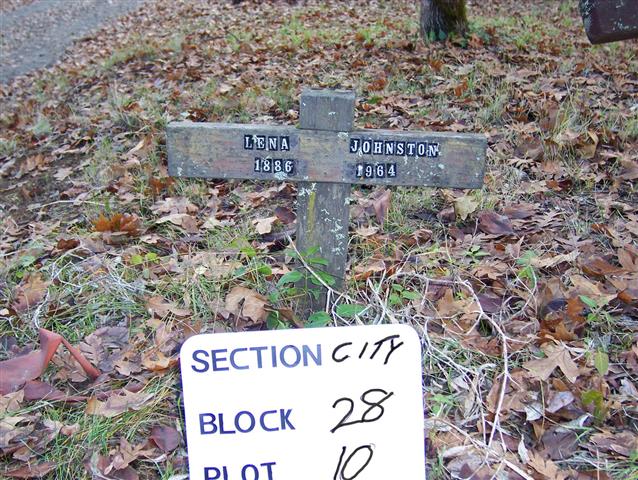 LENA JOHNSTON
1886 1964
SECTION CITY
BLOCK 28
PLOT 10